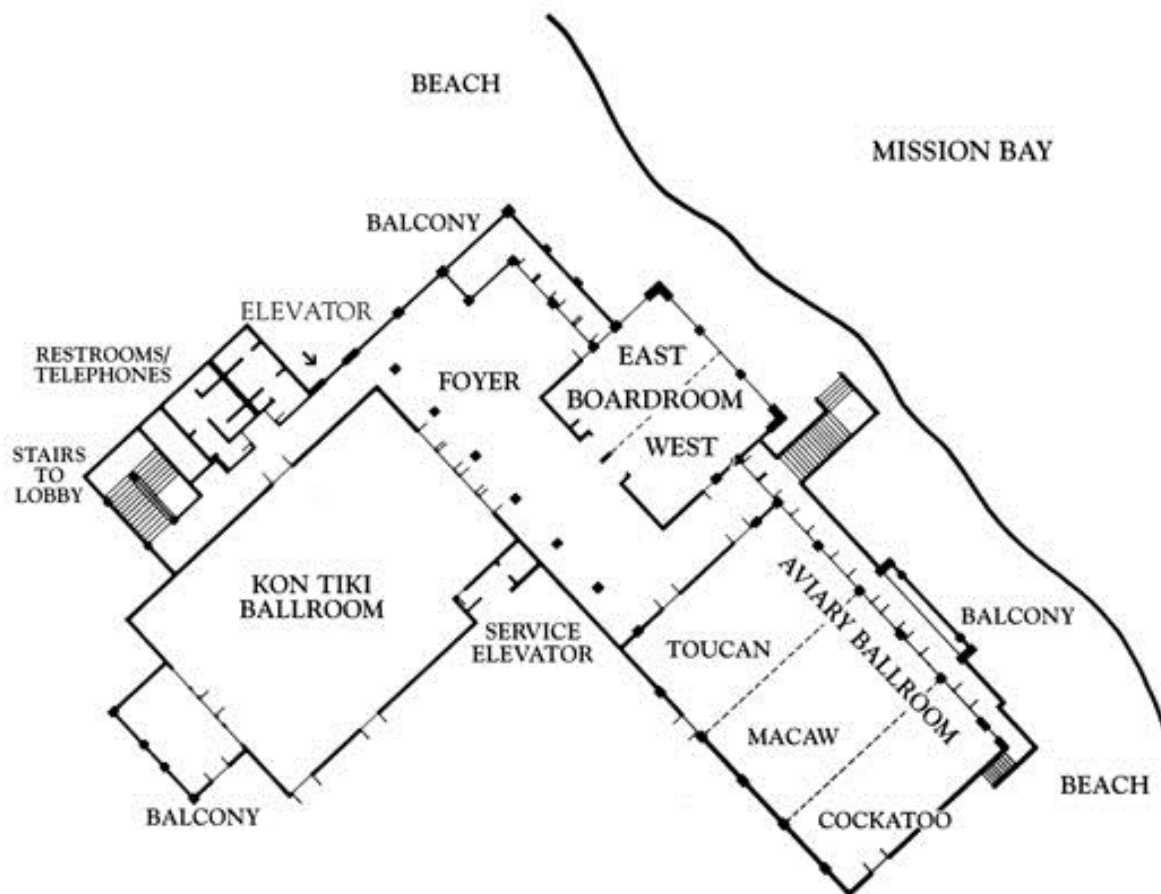 BEACH
MISSION BAY
BALCONY
ELEVATOR
RESTROOMS/
TELEPHONES
EAST
FOYER
BOARDROOM
WEST
STAIRS
TO
LOBBY
KON TIKI
BALLROOM
AVIARY BALLROOM
BALCONY
SERVICE
ELEVATOR
TOUCAN
MACAW
BEACH
BALCONY
COCKATOO